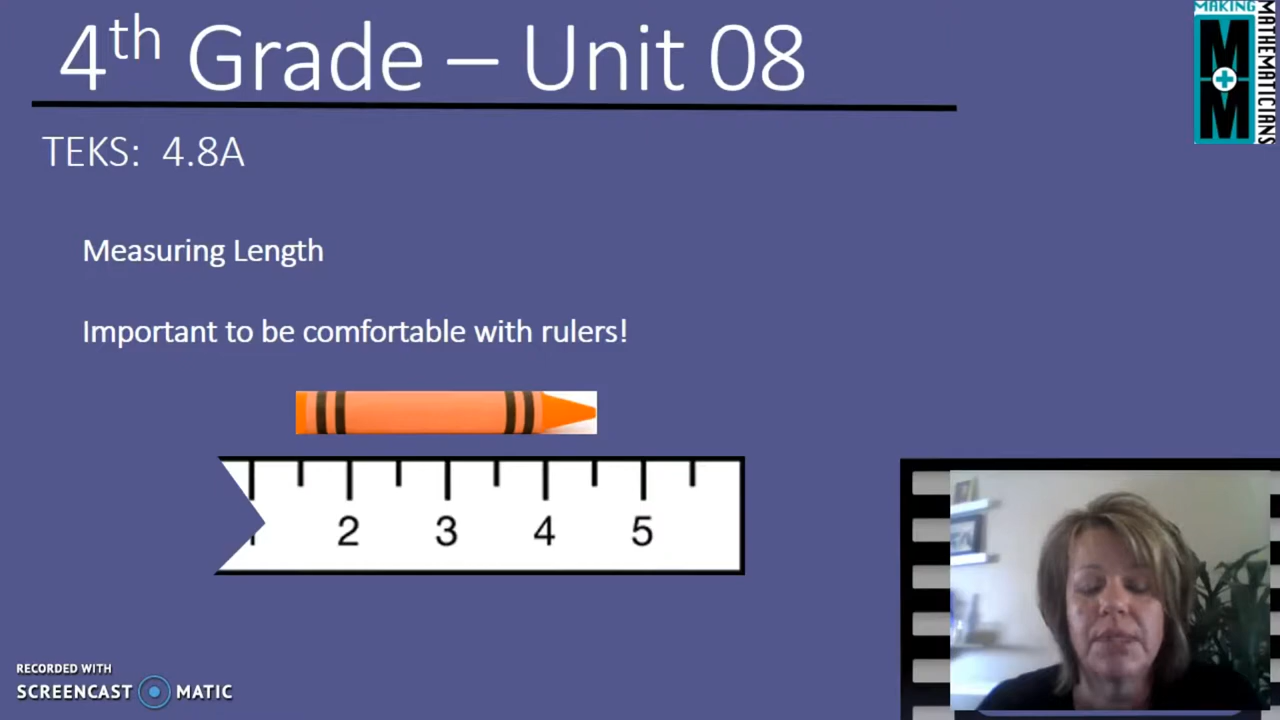 4th Grade – Unit 08
MAKING
MATHEMATICIANS
M+M
TEKS: 4.8A
Measuring Length
Important to be comfortable with rulers!
2 3 4 5
RECORDED WITH
SCREENCAST MATIC